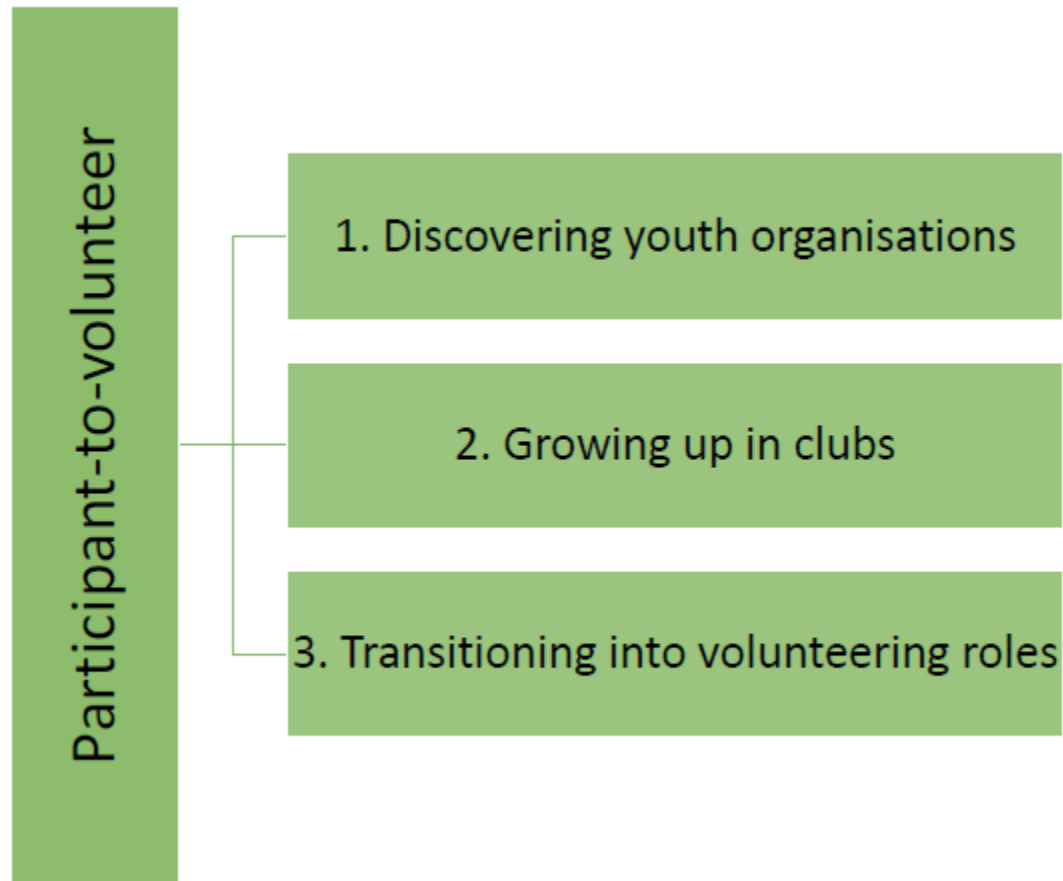 Participant-to-volunteer
1. Discovering youth organisations
2. Growing up in clubs
3. Transitioning into volunteering roles